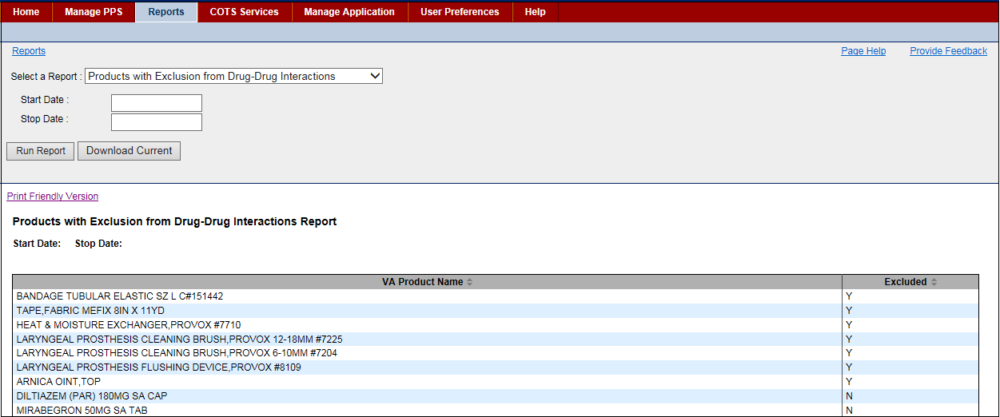 Home Manage PPS Reports COTS Services Manage Application User Preferences Help
Reports Page Help Provide Feedback
Select a Report : Products with Exclusion from Drug-Drug Interactions
Start Date :
Stop Date :
Run Report Download Current
Print Friendly Version
Products with Exclusion from Drug-Drug Interactions Report
Start Date: Stop Date:
VA Product Name Excluded
BANDAGE TUBULAR ELASTIC SZ L C#151442 Y
TAPE,FABRIC MEFIX 8IN X 11YD Y
HEAT & MOISTURE EXCHANGER,PROVOX #7710 Y
LARYNGEAL PROSTHESIS CLEANING BRUSH,PROVOX 12-18MM #7225 Y
LARYNGEAL PROSTHESIS CLEANING BRUSH,PROVOX 6-10MM #7204 Y
LARYNGEAL PROSTHESIS FLUSHING DEVICE,PROVOX #8109 Y
ARNICA OINT,TOP Y
DILTIAZEM (PAR) 180MG SA CAP N
MIRABEGRON 50MG SA TAB N